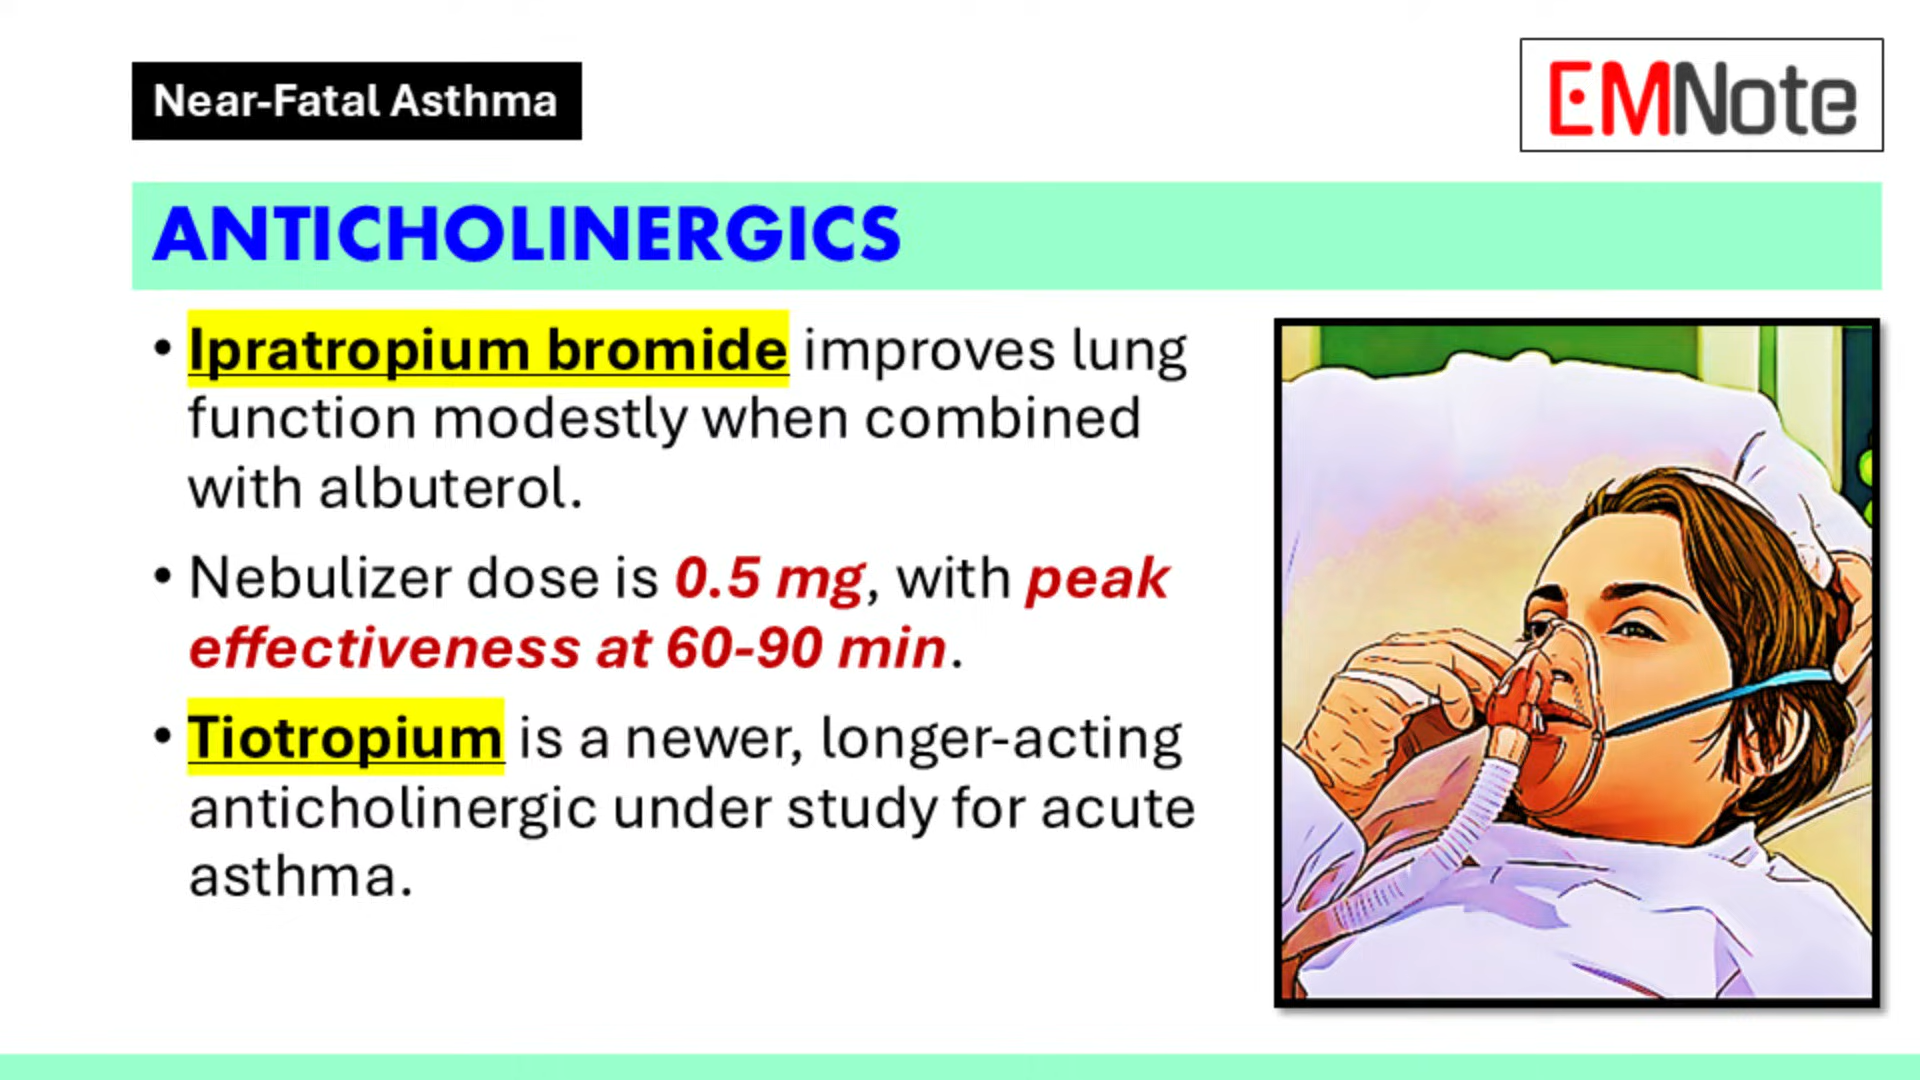 Near-Fatal Asthma
EMNote
ANTICHOLINERGICS
• Ipratropium bromide improves lung
function modestly when combined
with albuterol.
• Nebulizer dose is 0.5 mg, with peak
effectiveness at 60-90 min.
• Tiotropium is a newer, longer-acting
anticholinergic under study for acute
asthma.